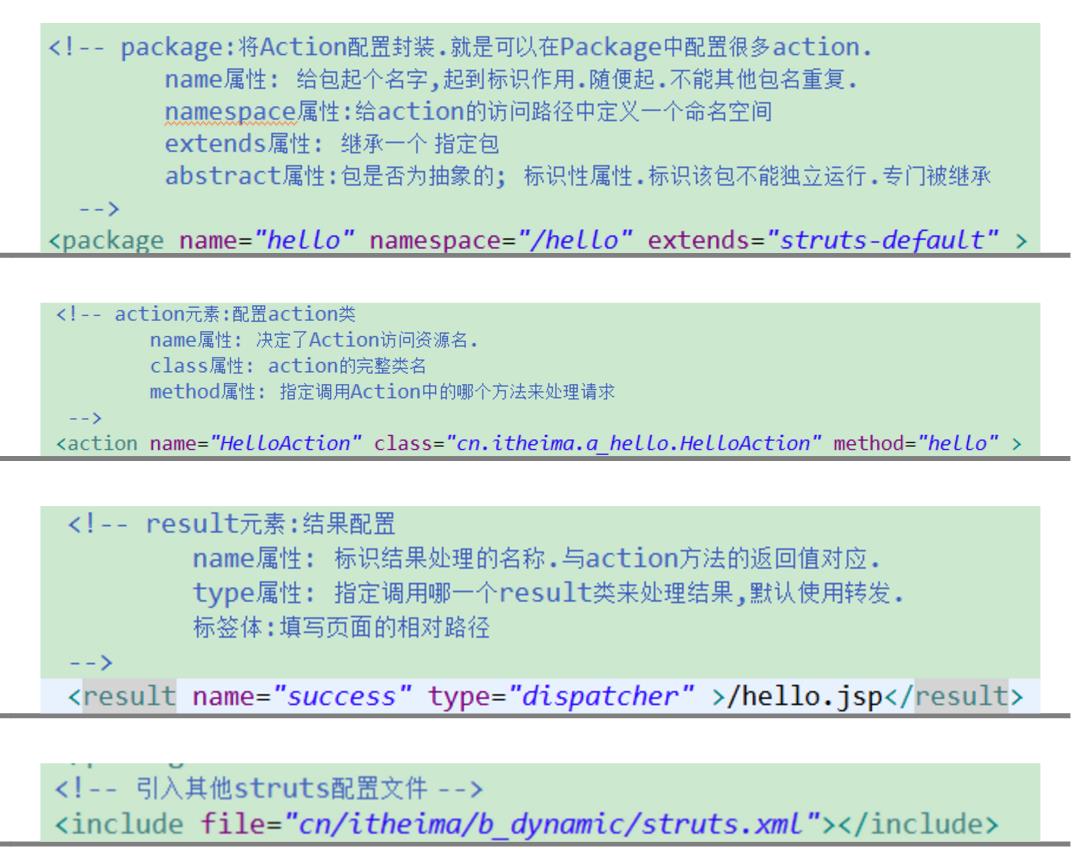 <!-- package:将Action配置封装.就是可以在Package中配置很多action.
name属性: 给包起个名字,起到标识作用.随便起.不能其他包名重复.
namespace属性:给action的访问路径中定义一个命名空间
extends属性: 继承一个 指定包
abstract属性:包是否为抽象的; 标识性属性.标识该包不能独立运行.专门被继承
-->
<package name="hello" namespace="/hello" extends="struts-default" >
<!-- action元素:配置action类
name属性: 决定了Action访问资源名.
class属性: action的完整类名
method属性: 指定调用Action中的哪个方法来处理请求
-->
<action name="HelloAction" class="cn.itheima.a_hello.HelloAction" method="hello" >
<!-- result元素:结果配置
name属性: 标识结果处理的名称.与action方法的返回值对应.
type属性: 指定调用哪一个result类来处理结果,默认使用转发.
标签体:填写页面的相对路径
-->
<result name="success" type="dispatcher" >/hello.jsp</result>
<!-- 引入其他struts配置文件 -->
<include file="cn/itheima/b_dynamic/struts.xml"></include>